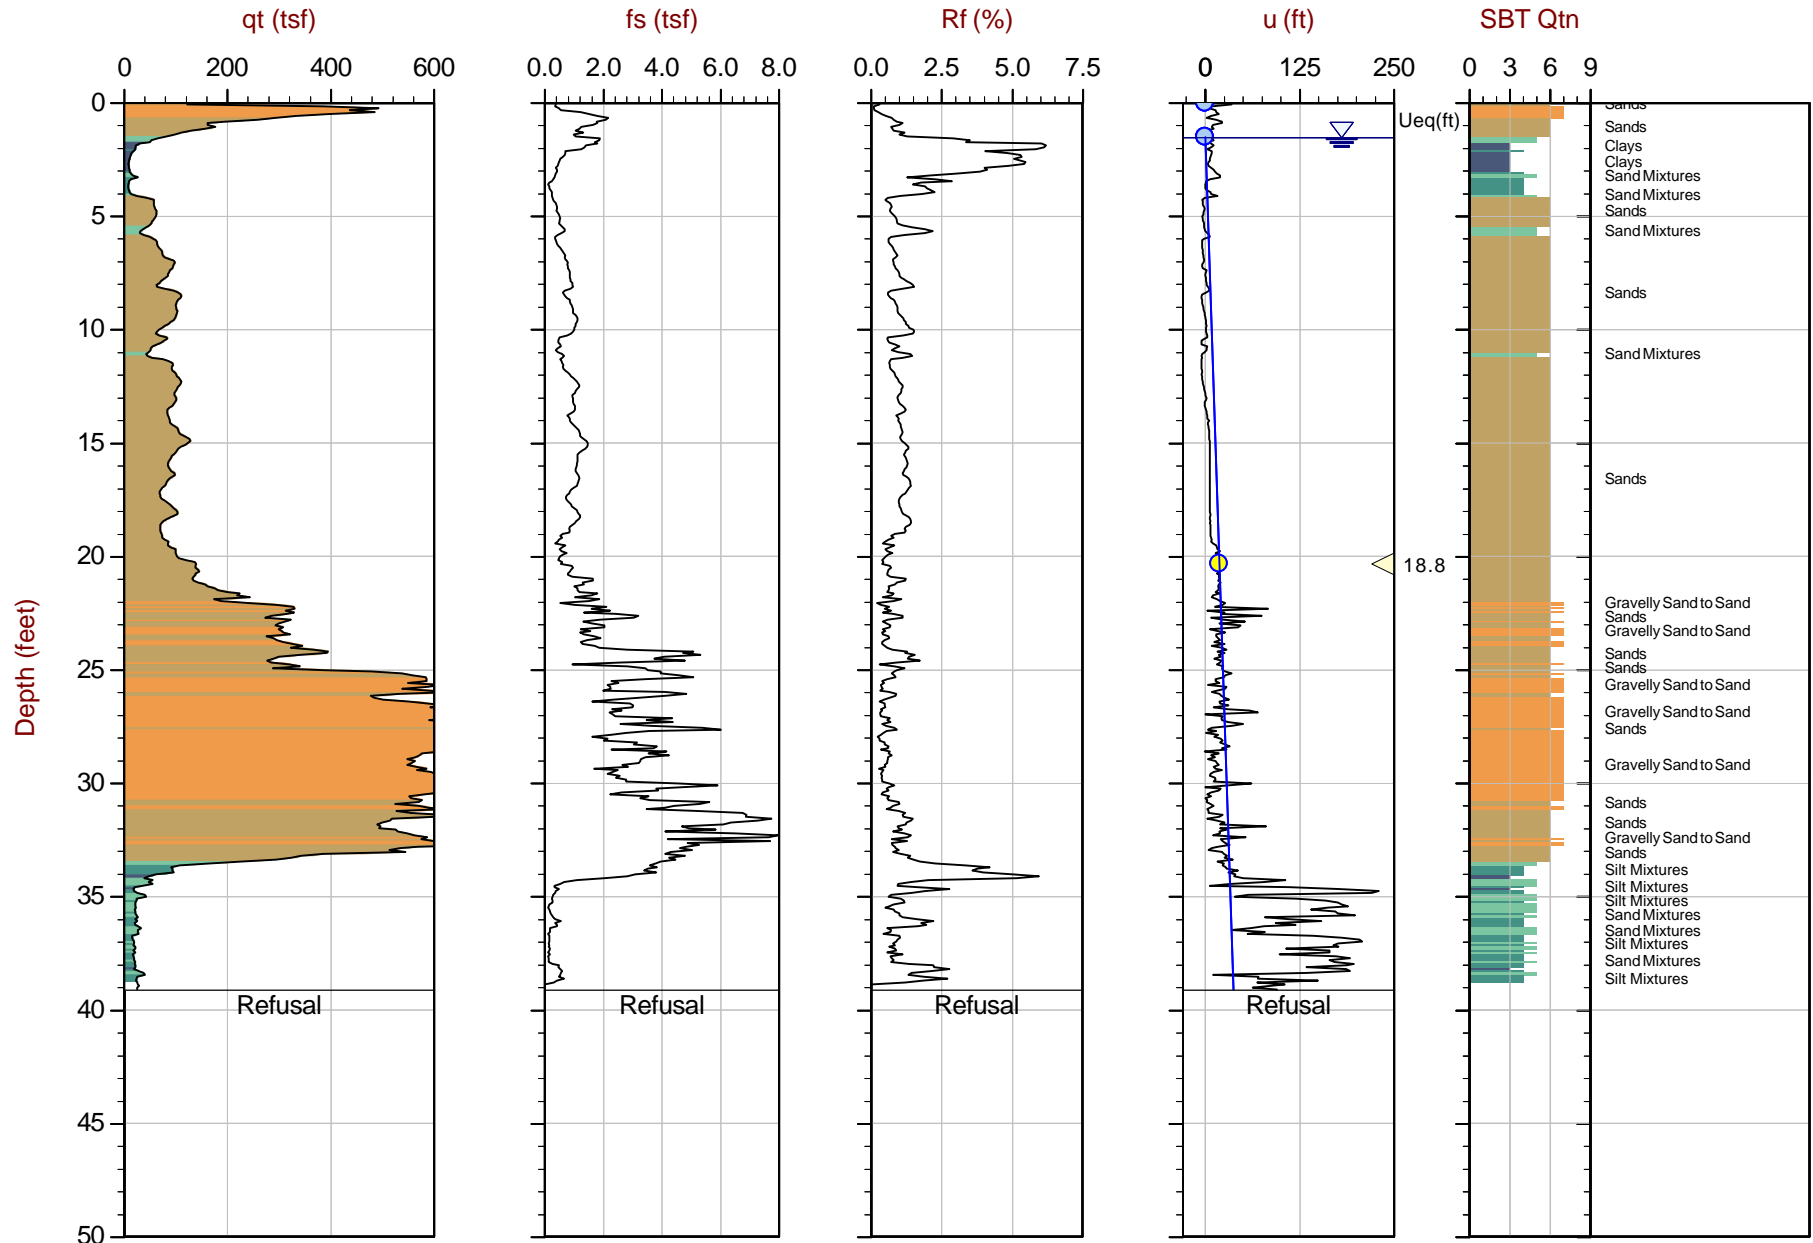 qt (tsf) fs (tsf) Rf (%) u (ft) SBT Qtn
0 200 400 600 0.0 2.0 4.0 6.0 8.0 0.0 2.5 5.0 7.5 0 125 250 0 3 6 9
0
Sands
Ueq(ft)
Sands
Clays
Clays
Sand Mixtures
Sand Mixtures
Sands
5
Sand Mixtures
Sands
10
Sand Mixtures
15
Sands
20
18.8
Gravelly Sand to Sand
Sands
Gravelly Sand to Sand
Sands
Sands
25
Gravelly Sand to Sand
Gravelly Sand to Sand
Sands
Depth (feet)
Gravelly Sand to Sand
30
Sands
Sands
Gravelly Sand to Sand
Sands
Silt Mixtures
Silt Mixtures
35
Silt Mixtures
Sand Mixtures
Sand Mixtures
Silt Mixtures
Sand Mixtures
Silt Mixtures
Refusal Refusal Refusal Refusal
40
45
50